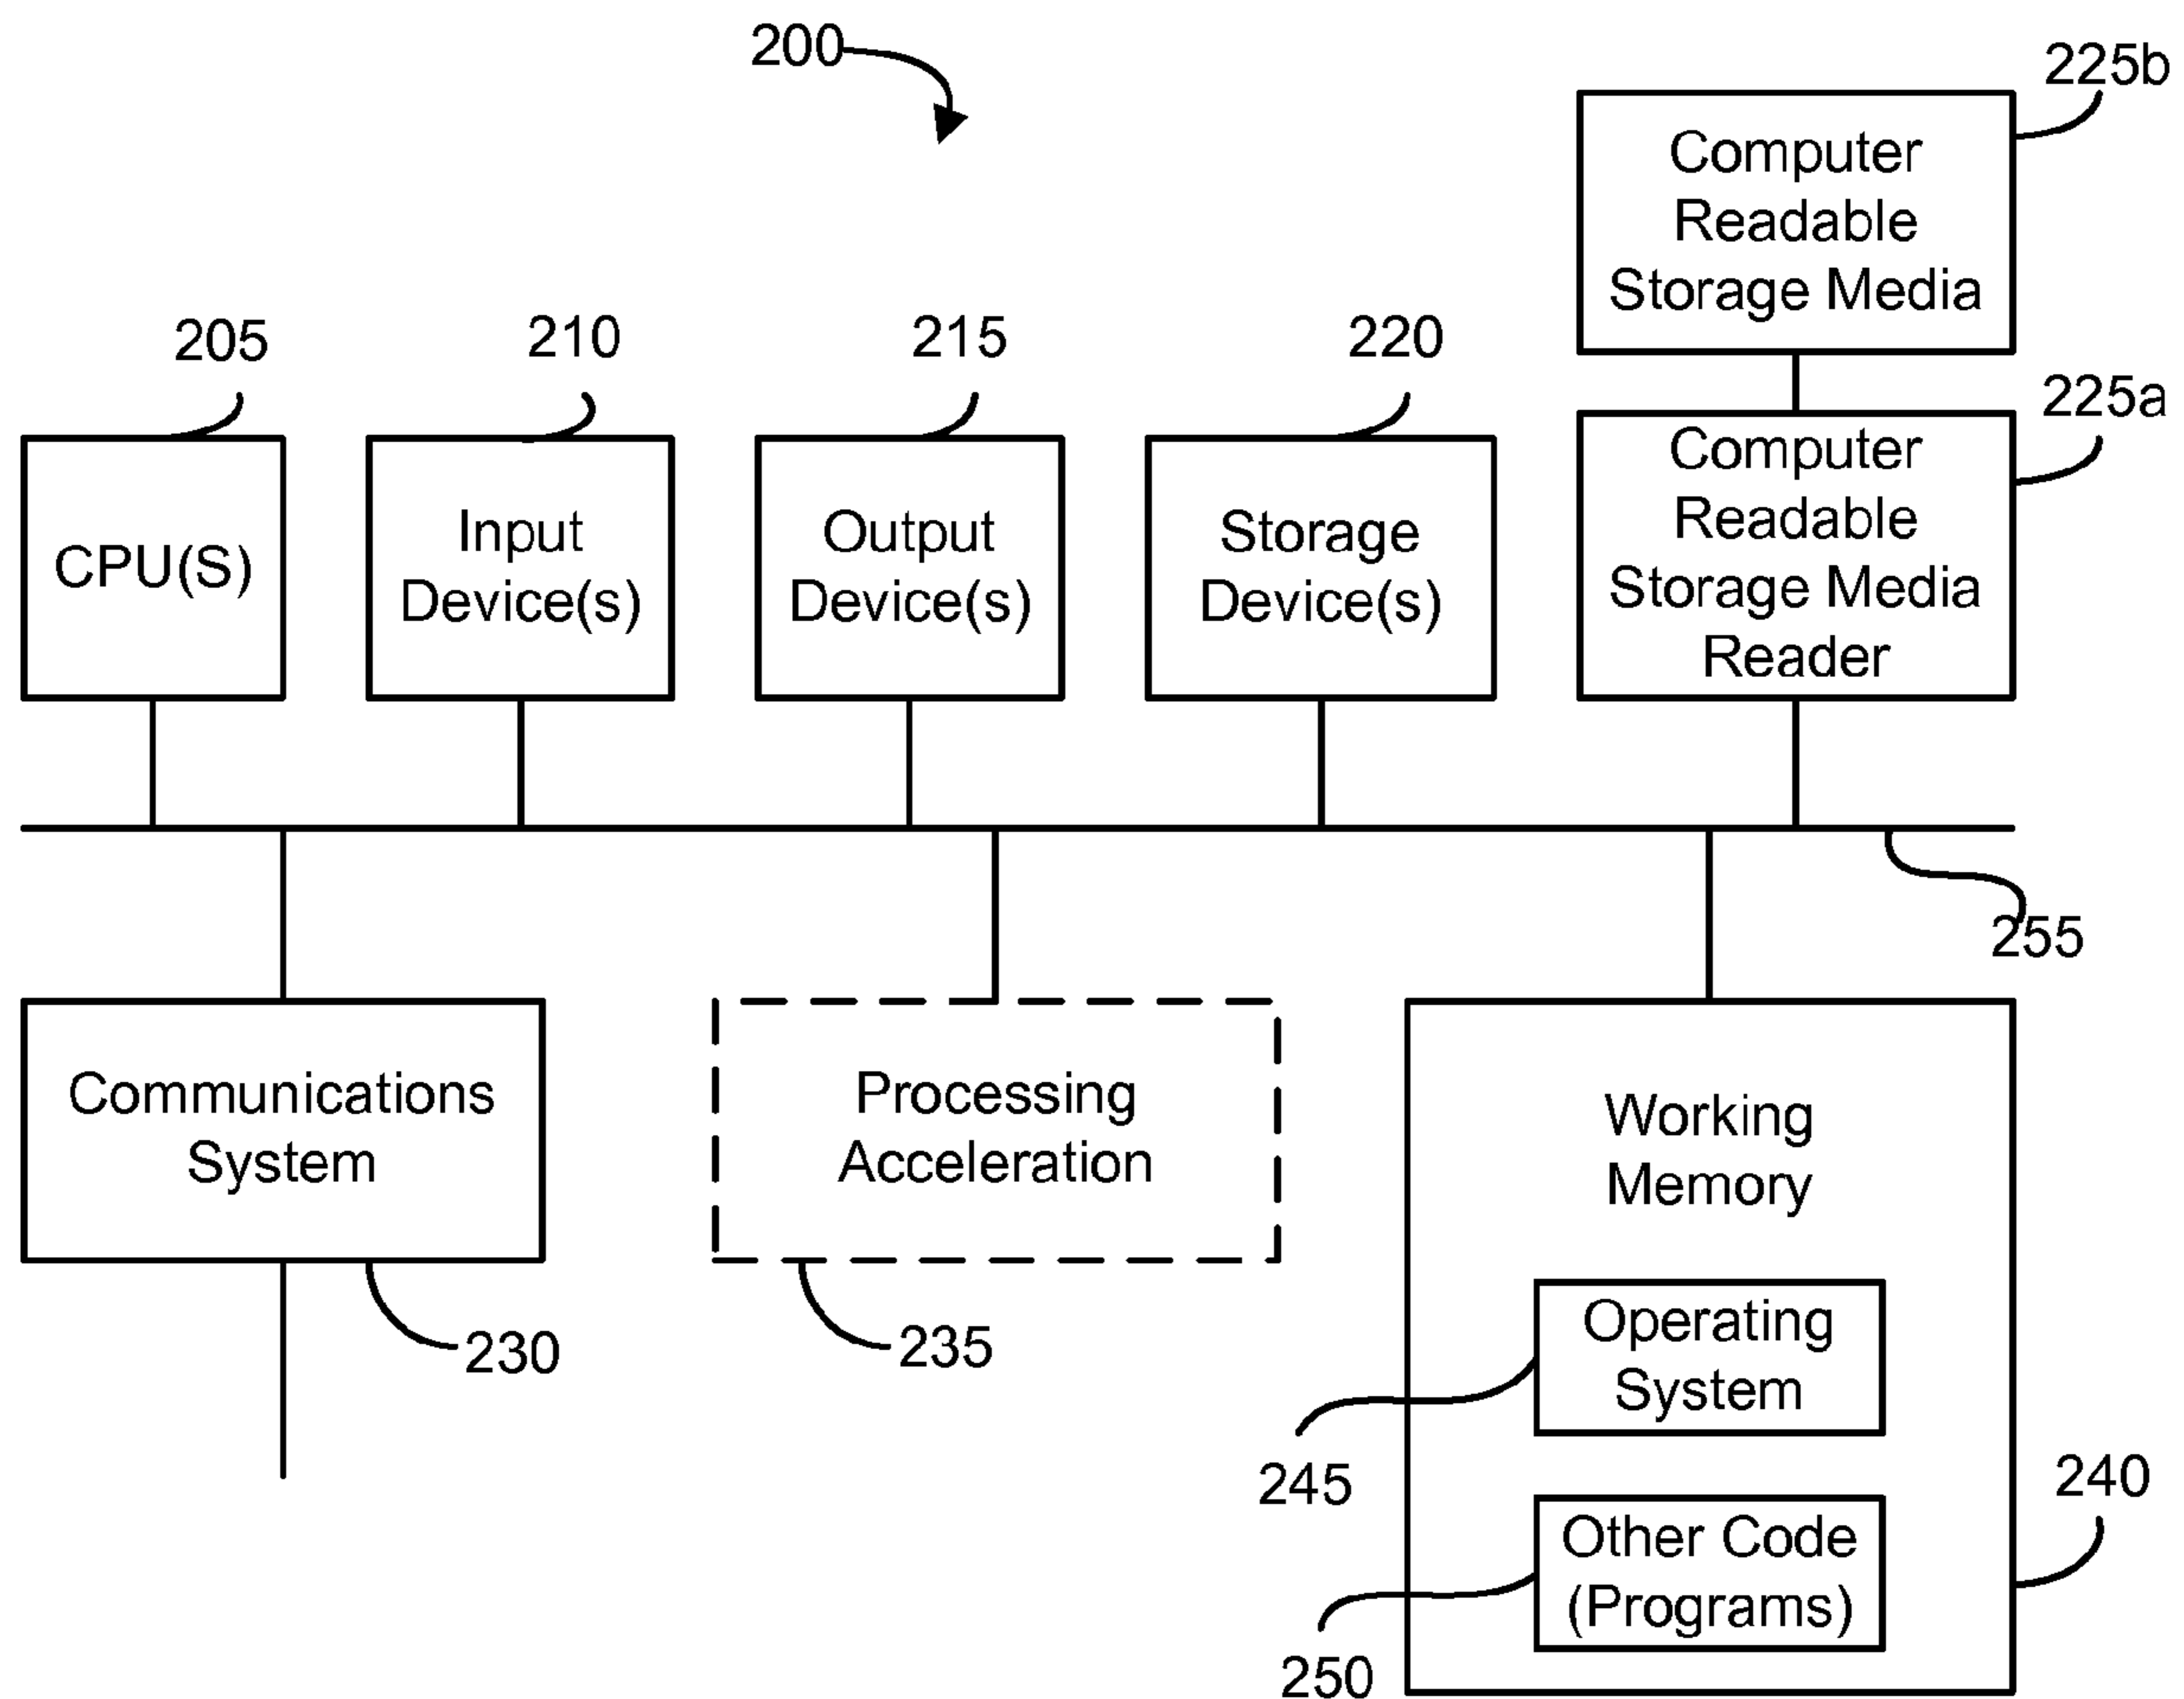 200
225b
Computer
Readable
Storage Media
205
210
215
220
225a
CPU(S)
Input
Device(s)
Output
Device(s)
Storage
Device(s)
Computer
Readable
Storage Media
Reader
255
Communications
System
230
Processing
Acceleration
235
Working
Memory
Operating
System
245
240
Other Code
(Programs)
250